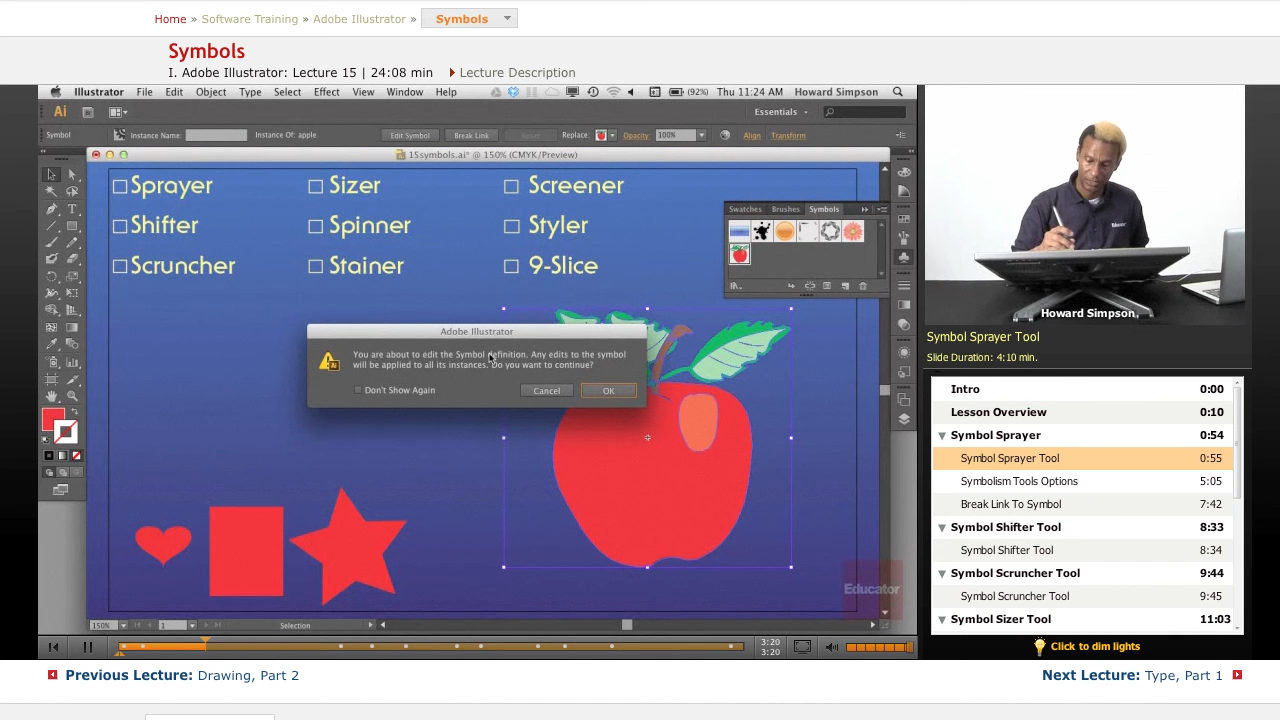 Home » Software Training » Adobe Illustrator » Symbols
Symbols
I. Adobe Illustrator: Lecture 15 | 24:08 min Lecture Description
Illustrator File Edit Object Type Select Effect View Window Help (92%) Thu 11:24 AM Howard Simpson
Ai Essentials
Symbol Instance Name: Instance Of: apple Edit Symbol Break Link Reset Replace: Opacity: 100% Align Transform
15symbols.ai* @ 150% (CMYK/Preview)
Sprayer Sizer Screener
Shifter Spinner Styler
Scruncher Stainer 9-Slice
Swatches Brushes Symbols
Adobe Illustrator
You are about to edit the Symbol definition. Any edits to the symbol
will be applied to all its instances. Do you want to continue?
Don't Show Again Cancel OK
Educator
150% 1 Selection
3:20
3:20
Howard Simpson
Symbol Sprayer Tool
Slide Duration: 4:10 min.
Intro 0:00
Lesson Overview 0:10
Symbol Sprayer 0:54
Symbol Sprayer Tool 0:55
Symbolism Tools Options 5:05
Break Link To Symbol 7:42
Symbol Shifter Tool 8:33
Symbol Shifter Tool 8:34
Symbol Scruncher Tool 9:44
Symbol Scruncher Tool 9:45
Symbol Sizer Tool 11:03
Click to dim lights
Previous Lecture: Drawing, Part 2
Next Lecture: Type, Part 1